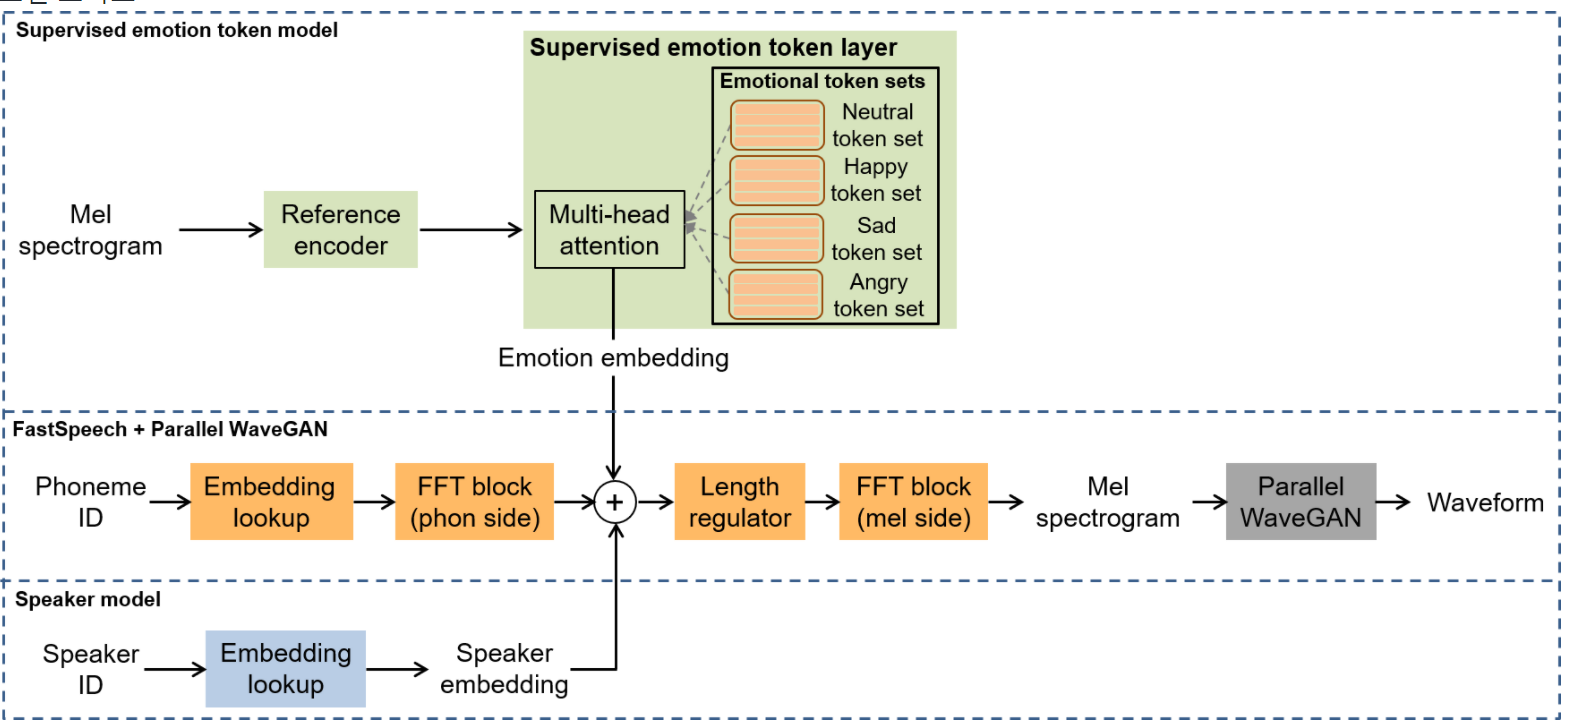 Supervised emotion token model
Supervised emotion token layer
Emotional token sets
Neutral
token set
Happy
token set
Sad
token set
Angry
token set
Mel
spectrogram
Reference
encoder
Multi-head
attention
Emotion embedding
FastSpeech + Parallel WaveGAN
Phoneme
ID
Embedding
lookup
FFT block
(phon side)
+
Length
regulator
FFT block
(mel side)
Mel
spectrogram
Parallel
WaveGAN
Waveform
Speaker model
Speaker
ID
Embedding
lookup
Speaker
embedding